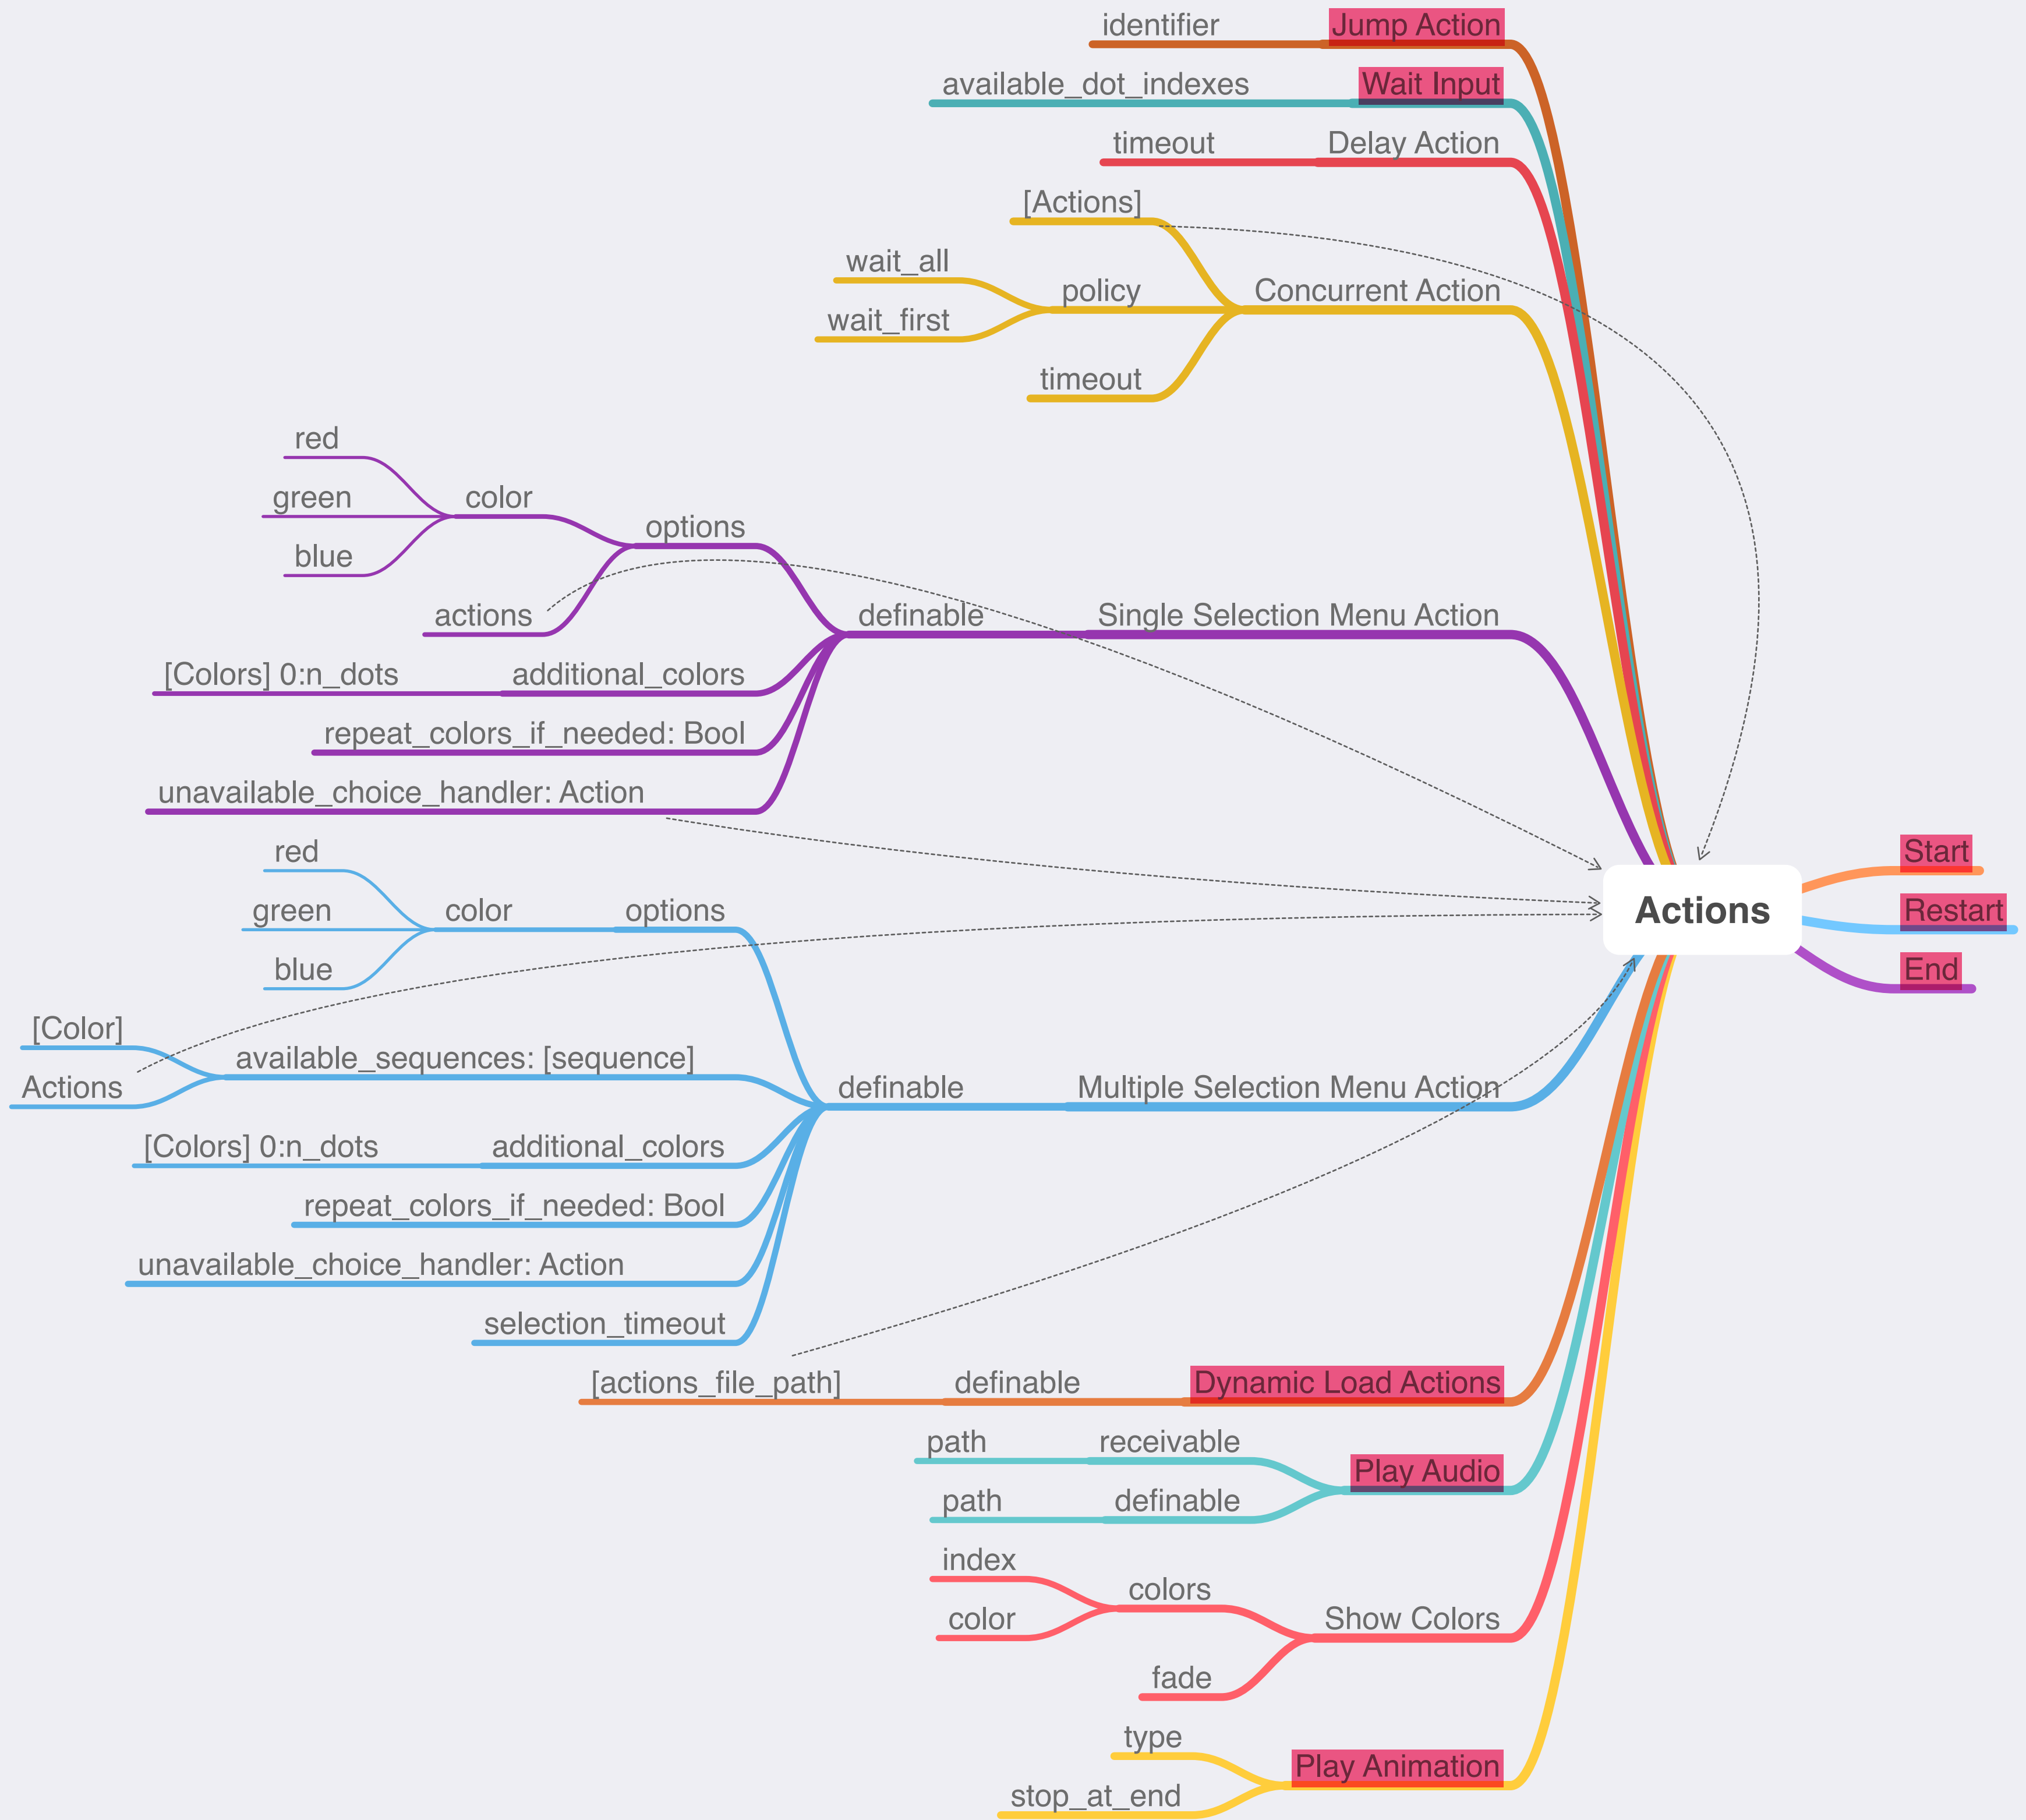 identifier
Jump Action
available_dot_indexes
Wait Input
timeout
Delay Action
[Actions]
wait_all
policy
Concurrent Action
wait_first
timeout
red
green
color
options
blue
actions
definable
Single Selection Menu Action
[Colors] 0:n_dots
additional_colors
repeat_colors_if_needed: Bool
unavailable_choice_handler: Action
red
green
color
options
blue
[Color]
available_sequences: [sequence]
Actions
definable
Multiple Selection Menu Action
[Colors] 0:n_dots
additional_colors
repeat_colors_if_needed: Bool
unavailable_choice_handler: Action
selection_timeout
[actions_file_path]
definable
Dynamic Load Actions
path
receivable
Play Audio
path
definable
index
colors
color
Show Colors
fade
type
Play Animation
stop_at_end
Actions
Start
Restart
End